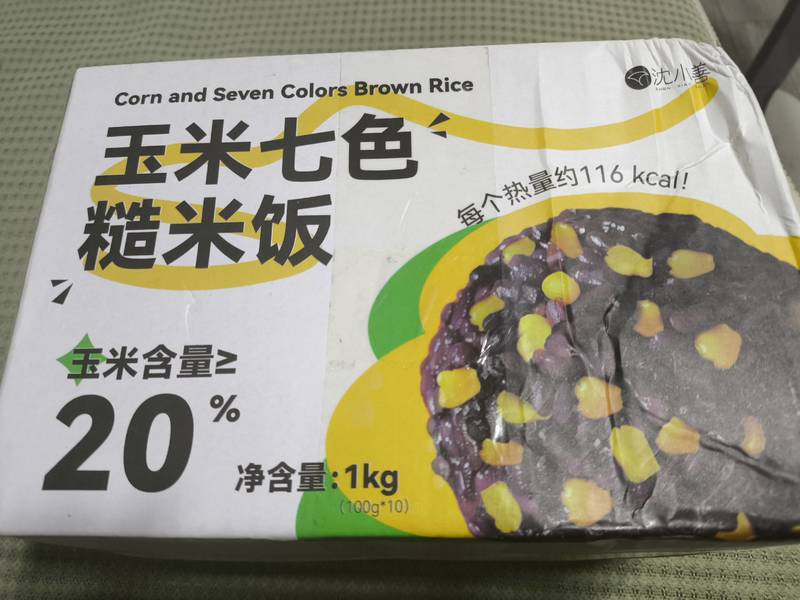 Corn and Seven Colors Brown Rice
沈小善
玉米七色
糙米饭
每个热量约116 kcal!
玉米含量≥
20%
净含量:1kg
(100g*10)